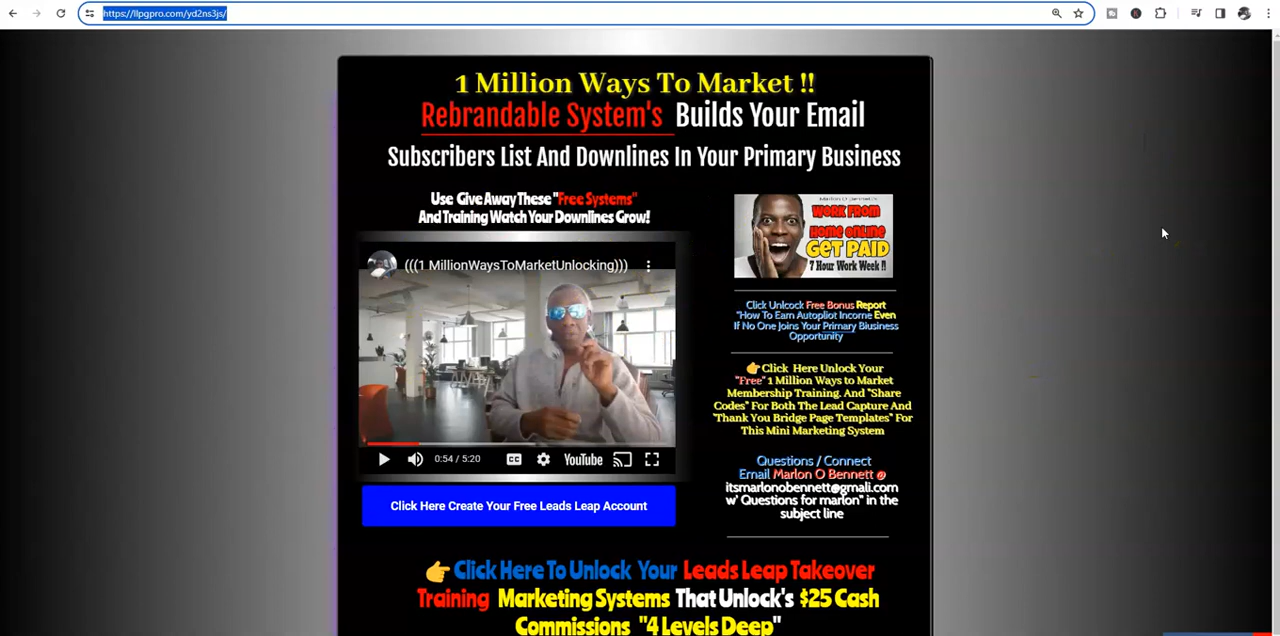 https://llpgpro.com/yd2ns3js/
1 Million Ways To Market !!
Rebrandable System's Builds Your Email
Subscribers List And Downlines In Your Primary Business
Use Give Away These "Free Systems"
And Training Watch Your Downlines Grow!
(((1 MillionWaysToMarketUnlocking)))
0:54 / 5:20
CC
YouTube
Click Here Create Your Free Leads Leap Account
Marlon O Bennett's
WORK FROM
HOME ONLINE
GET PAID
7 Hour Work Week !!
Click Unlcock Free Bonus Report
"How To Earn Autopliot Income Even
If No One Joins Your Primary Biusiness
Opportunity
👉Click Here Unlock Your
"Free" 1 Million Ways to Market
Membership Training. And "Share
Codes" For Both The Lead Capture And
"Thank You Bridge Page Templates" For
This Mini Marketing System
Questions / Connect
Email Marlon O Bennett @
itsmarlonobennett@gmali.com
w' Questions for marlon" in the
subject line
👉Click Here To Unlock Your Leads Leap Takeover
Training Marketing Systems That Unlock's $25 Cash
Commissions "4 Levels Deep"